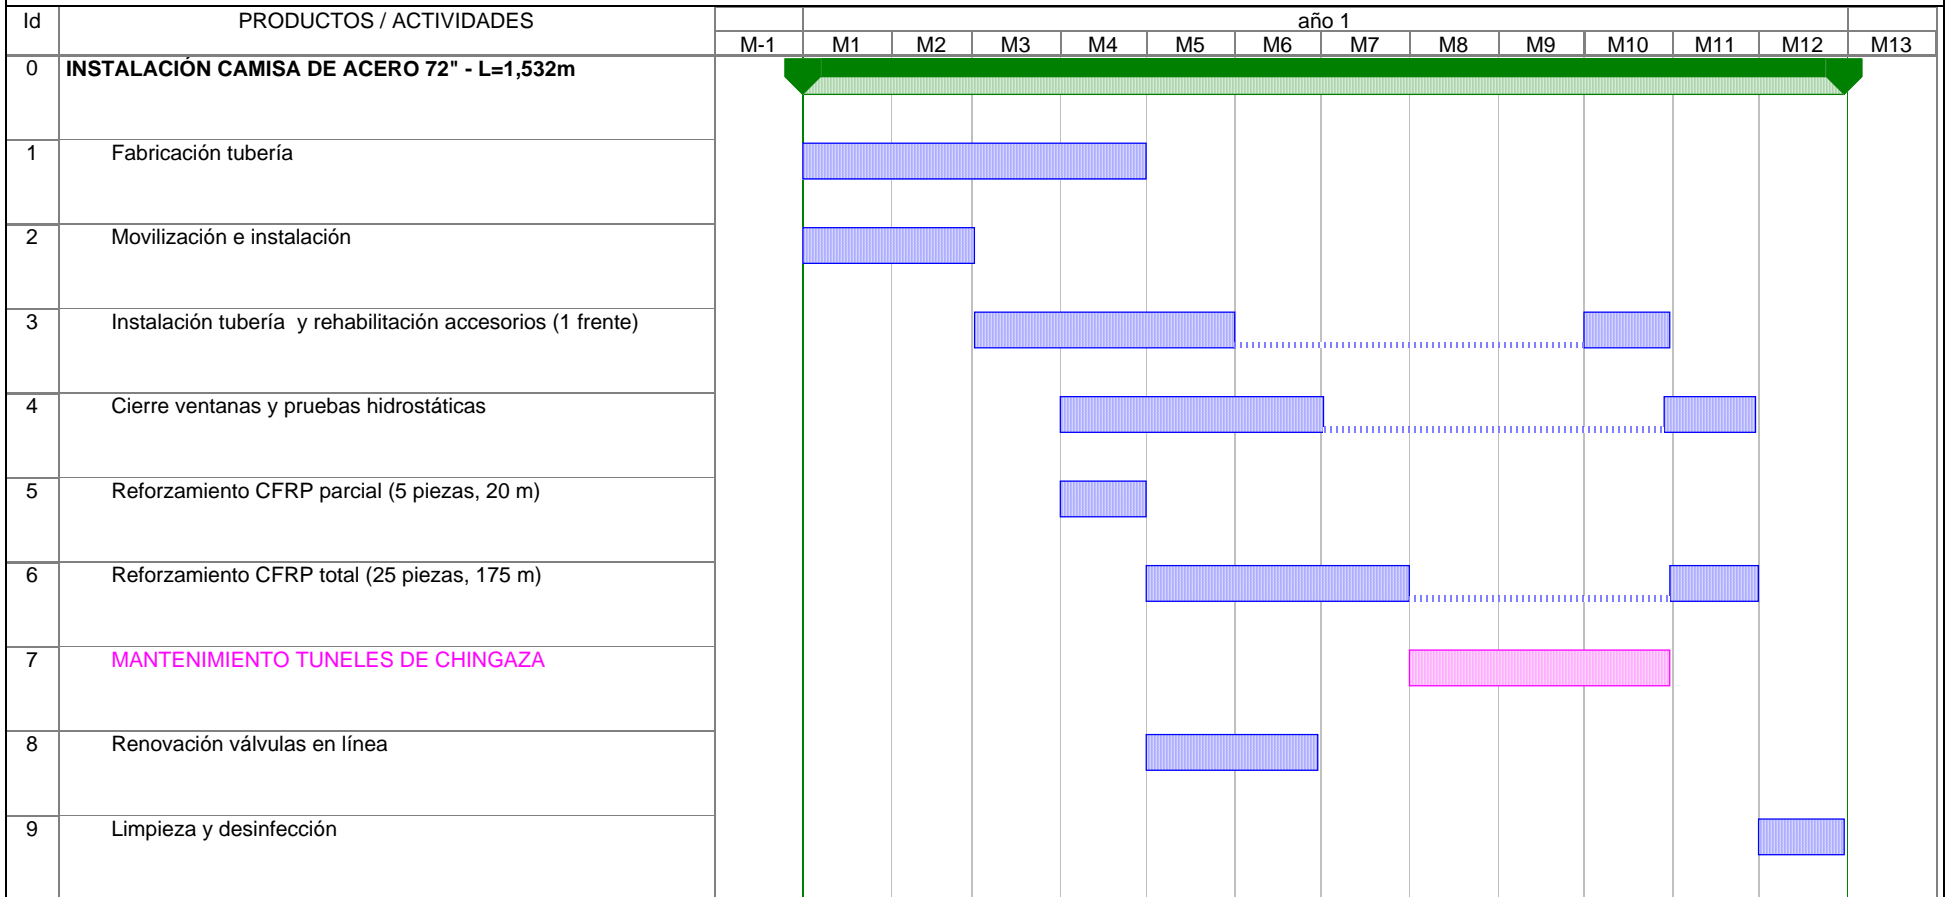 Id PRODUCTOS / ACTIVIDADES año 1
M-1 M1 M2 M3 M4 M5 M6 M7 M8 M9 M10 M11 M12 M13
0 INSTALACIÓN CAMISA DE ACERO 72" - L=1,532m
1 Fabricación tubería
2 Movilización e instalación
3 Instalación tubería y rehabilitación accesorios (1 frente)
4 Cierre ventanas y pruebas hidrostáticas
5 Reforzamiento CFRP parcial (5 piezas, 20 m)
6 Reforzamiento CFRP total (25 piezas, 175 m)
7 MANTENIMIENTO TUNELES DE CHINGAZA
8 Renovación válvulas en línea
9 Limpieza y desinfección